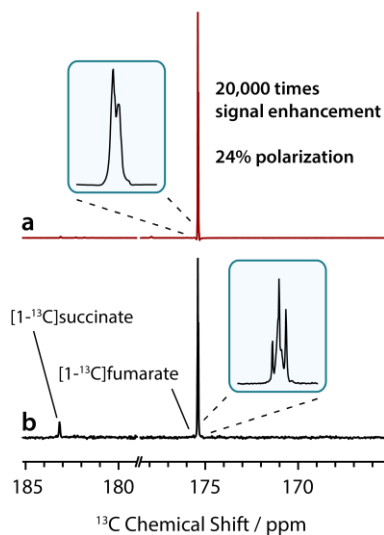 20,000 times
signal enhancement
24% polarization
a
[1-¹³C]succinate
[1-¹³C]fumarate
b
185 180 175 170
¹³C Chemical Shift / ppm